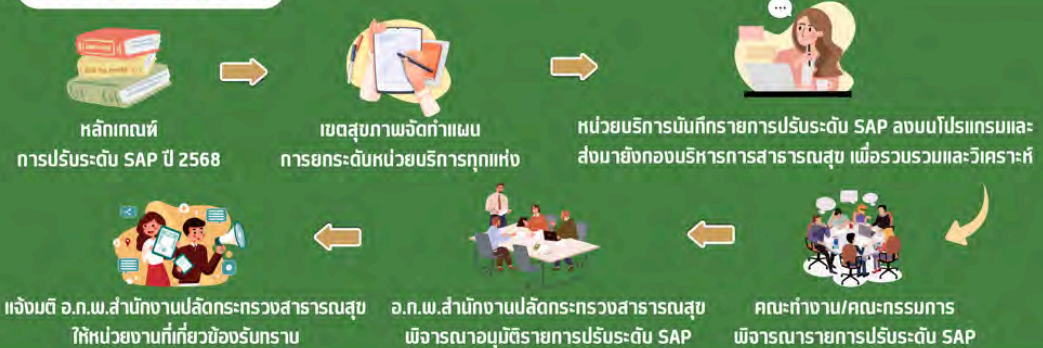 หลักเกณฑ์
การปรับระดับ SAP ปี 2568
เขตสุขภาพจัดทำแผน
การยกระดับหน่วยบริการทุกแห่ง
หน่วยบริการบันทึกรายการปรับระดับ SAP ลงบนโปรแกรมและ
ส่งมายังกองบริหารการสาธารณสุข เพื่อรวบรวมและวิเคราะห์
คณะทำงาน/คณะกรรมการ
พิจารณารายการปรับระดับ SAP
อ.ก.พ.สำนักงานปลัดกระทรวงสาธารณสุข
พิจารณาอนุมัติรายการปรับระดับ SAP
แจ้งมติ อ.ก.พ.สำนักงานปลัดกระทรวงสาธารณสุข
ให้หน่วยงานที่เกี่ยวข้องรับทราบ